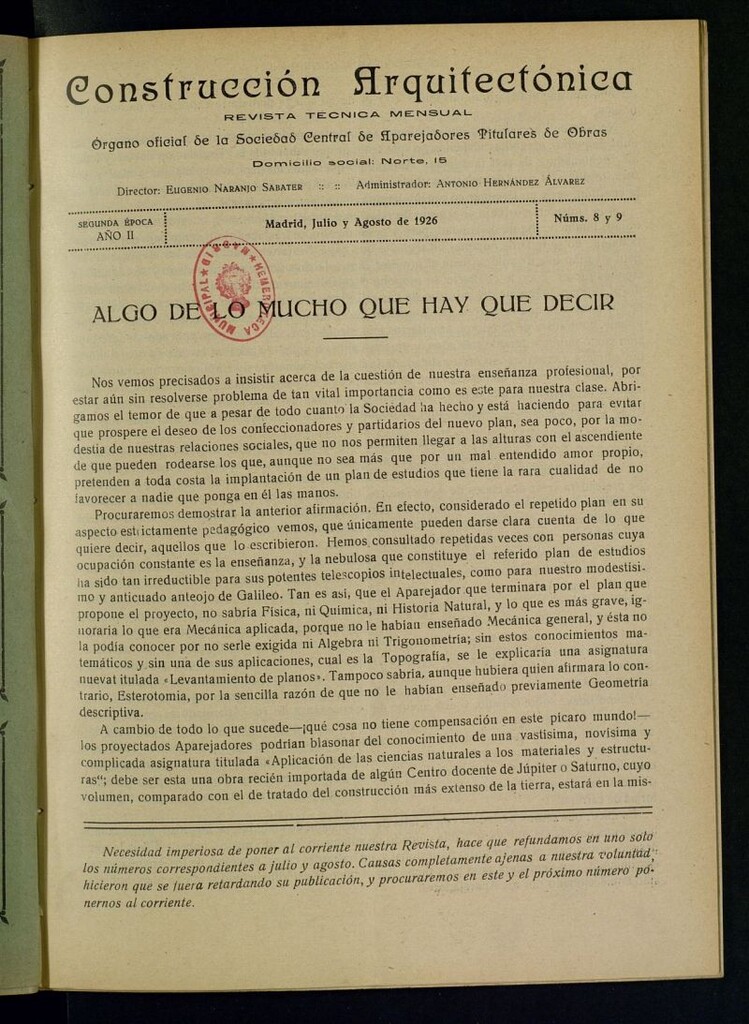 Construcción Arquitectónica
REVISTA TECNICA MENSUAL
Órgano oficial de la Sociedad Central de Aparejadores Titulares de Obras
Domicilio social: Norte, 15
Director: EUGENIO NARANJO SABATER :: :: Administrador: ANTONIO HERNÁNDEZ ÁLVAREZ
SEGUNDA ÉPOCA
AÑO II
Madrid, Julio y Agosto de 1926
Núms. 8 y 9
HEMEROTECA MUNICIPAL MADRID
ALGO DE LO MUCHO QUE HAY QUE DECIR
Nos vemos precisados a insistir acerca de la cuestión de nuestra enseñanza profesional, por
estar aún sin resolverse problema de tan vital importancia como es este para nuestra clase. Abri-
gamos el temor de que a pesar de todo cuanto la Sociedad ha hecho y está haciendo para evitar
que prospere el deseo de los confeccionadores y partidarios del nuevo plan, sea poco, por la mo-
destia de nuestras relaciones sociales, que no nos permiten llegar a las alturas con el ascendiente
de que pueden rodearse los que, aunque no sea más que por un mal entendido amor propio,
pretenden a toda costa la implantación de un plan de estudios que tiene la rara cualidad de no
favorecer a nadie que ponga en él las manos.
Procuraremos demostrar la anterior afirmación. En efecto, considerado el repetido plan en su
aspecto estrictamente pedagógico vemos, que únicamente pueden darse clara cuenta de lo que
quiere decir, aquellos que lo escribieron. Hemos consultado repetidas veces con personas cuya
ocupación constante es la enseñanza, y la nebulosa que constituye el referido plan de estudios
ha sido tan irreductible para sus potentes telescopios intelectuales, como para nuestro modestísi-
mo y anticuado anteojo de Galileo. Tan es así, que el Aparejador que terminara por el plan que
propone el proyecto, no sabría Física, ni Química, ni Historia Natural, y lo que es más grave, ig-
noraría lo que era Mecánica aplicada, porque no le habían enseñado Mecánica general, y ésta no
la podía conocer por no serle exigida ni Algebra ni Trigonometría; sin estos conocimientos ma-
temáticos y sin una de sus aplicaciones, cual es la Topografía, se le explicaría una asignatura
nuevat itulada «Levantamiento de planos». Tampoco sabría, aunque hubiera quien afirmara lo con-
trario, Esterotomia, por la sencilla razón de que no le habían enseñado previamente Geometría
descriptiva.
A cambio de todo lo que sucede—¡qué cosa no tiene compensación en este pícaro mundo!—
los proyectados Aparejadores podrían blasonar del conocimiento de una vastísima, novísima y
complicada asignatura titulada «Aplicación de las ciencias naturales a los materiales y estructu-
ras“; debe ser esta una obra recién importada de algún Centro docente de Júpiter o Saturno, cuyo
volumen, comparado con el de tratado del construcción más extenso de la tierra, estará en la mis-
Necesidad imperiosa de poner al corriente nuestra Revista, hace que refundamos en uno solo
los números correspondientes a julio y agosto. Causas completamente ajenas a nuestra voluntad,
hicieron que se fuera retardando su publicación, y procuraremos en este y el próximo número po-
nernos al corriente.